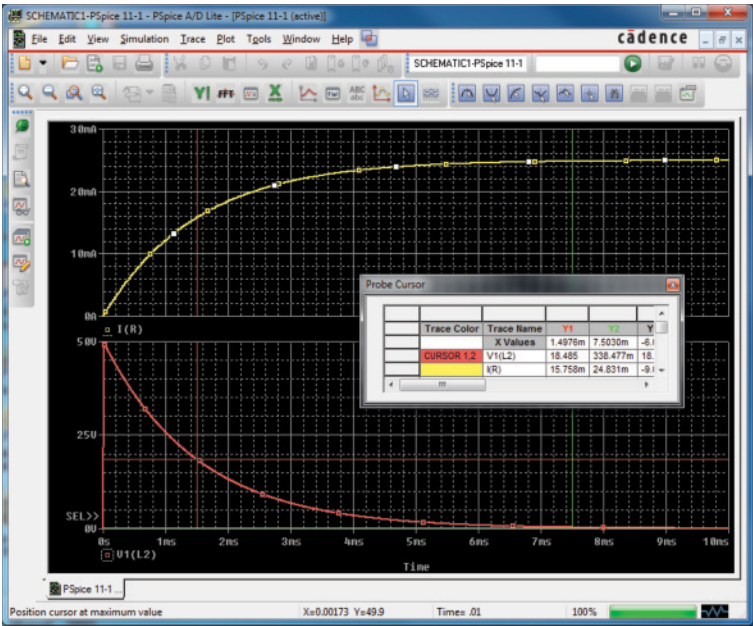 SCHEMATIC1-PSpice 11-1 - PSpice A/D Lite - [PSpice 11-1 (active)]
File Edit View Simulation Trace Plot Tools Window Help
cādence
SCHEMATIC1-PSpice 11-1
ABC
abc
30mA
20mA
10mA
0A
I(R)
Probe Cursor
Trace Color Trace Name Y1 Y2 Y
X Values 1.4976m 7.5030m
CURSOR 1,2 V1(L2) 18.485 338.477m 18.
I(R) 15.758m 24.831m
50V
25V
SEL>>
0V
0s 1ms 2ms 3ms 4ms 5ms 6ms 7ms 8ms 9ms 10ms
V1(L2)
Time
PSpice 11-1 ...
Position cursor at maximum value X=0.00173 Y=49.9 Time= .01 100%